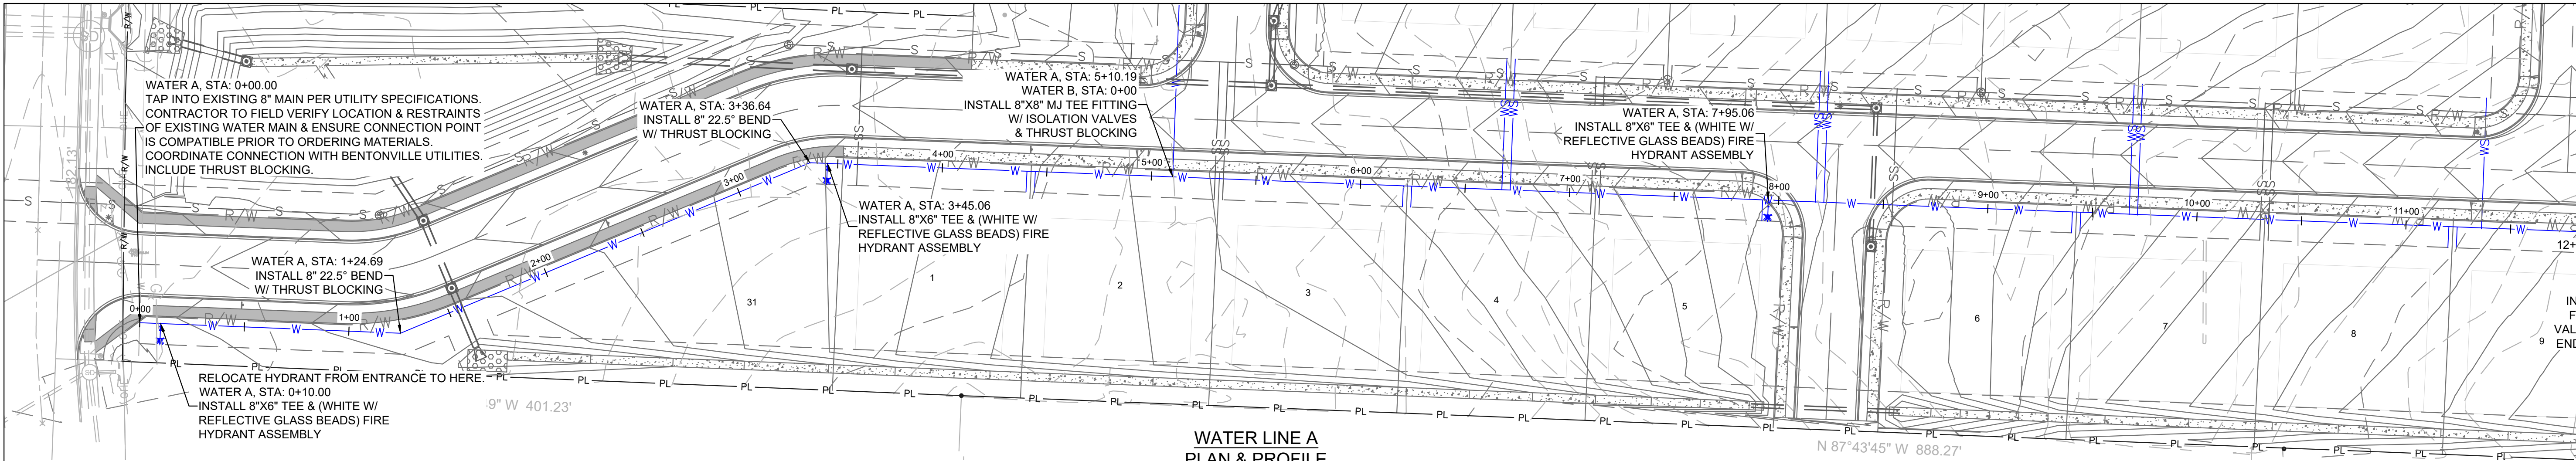 WATER A, STA: 0+00.00
TAP INTO EXISTING 8" MAIN PER UTILITY SPECIFICATIONS.
CONTRACTOR TO FIELD VERIFY LOCATION & RESTRAINTS
OF EXISTING WATER MAIN & ENSURE CONNECTION POINT
IS COMPATIBLE PRIOR TO ORDERING MATERIALS.
COORDINATE CONNECTION WITH BENTONVILLE UTILITIES.
INCLUDE THRUST BLOCKING.
WATER A, STA: 3+36.64
INSTALL 8" 22.5° BEND
W/ THRUST BLOCKING
WATER A, STA: 5+10.19
WATER B, STA: 0+00
INSTALL 8"X8" MJ TEE FITTING
W/ ISOLATION VALVES
& THRUST BLOCKING
WATER A, STA: 7+95.06
INSTALL 8"X6" TEE & (WHITE W/
REFLECTIVE GLASS BEADS) FIRE
HYDRANT ASSEMBLY
WATER A, STA: 3+45.06
INSTALL 8"X6" TEE & (WHITE W/
REFLECTIVE GLASS BEADS) FIRE
HYDRANT ASSEMBLY
WATER A, STA: 1+24.69
INSTALL 8" 22.5° BEND
W/ THRUST BLOCKING
RELOCATE HYDRANT FROM ENTRANCE TO HERE.
WATER A, STA: 0+10.00
INSTALL 8"X6" TEE & (WHITE W/
REFLECTIVE GLASS BEADS) FIRE
HYDRANT ASSEMBLY
0+00
1+00
2+00
3+00
4+00
5+00
6+00
7+00
8+00
9+00
10+00
11+00
12+
31
1
2
3
4
5
6
7
8
9
182.13'
9" W 401.23'
N 87°43'45" W 888.27'
IN
F
VAL
END
WATER LINE A
PLAN & PROFILE